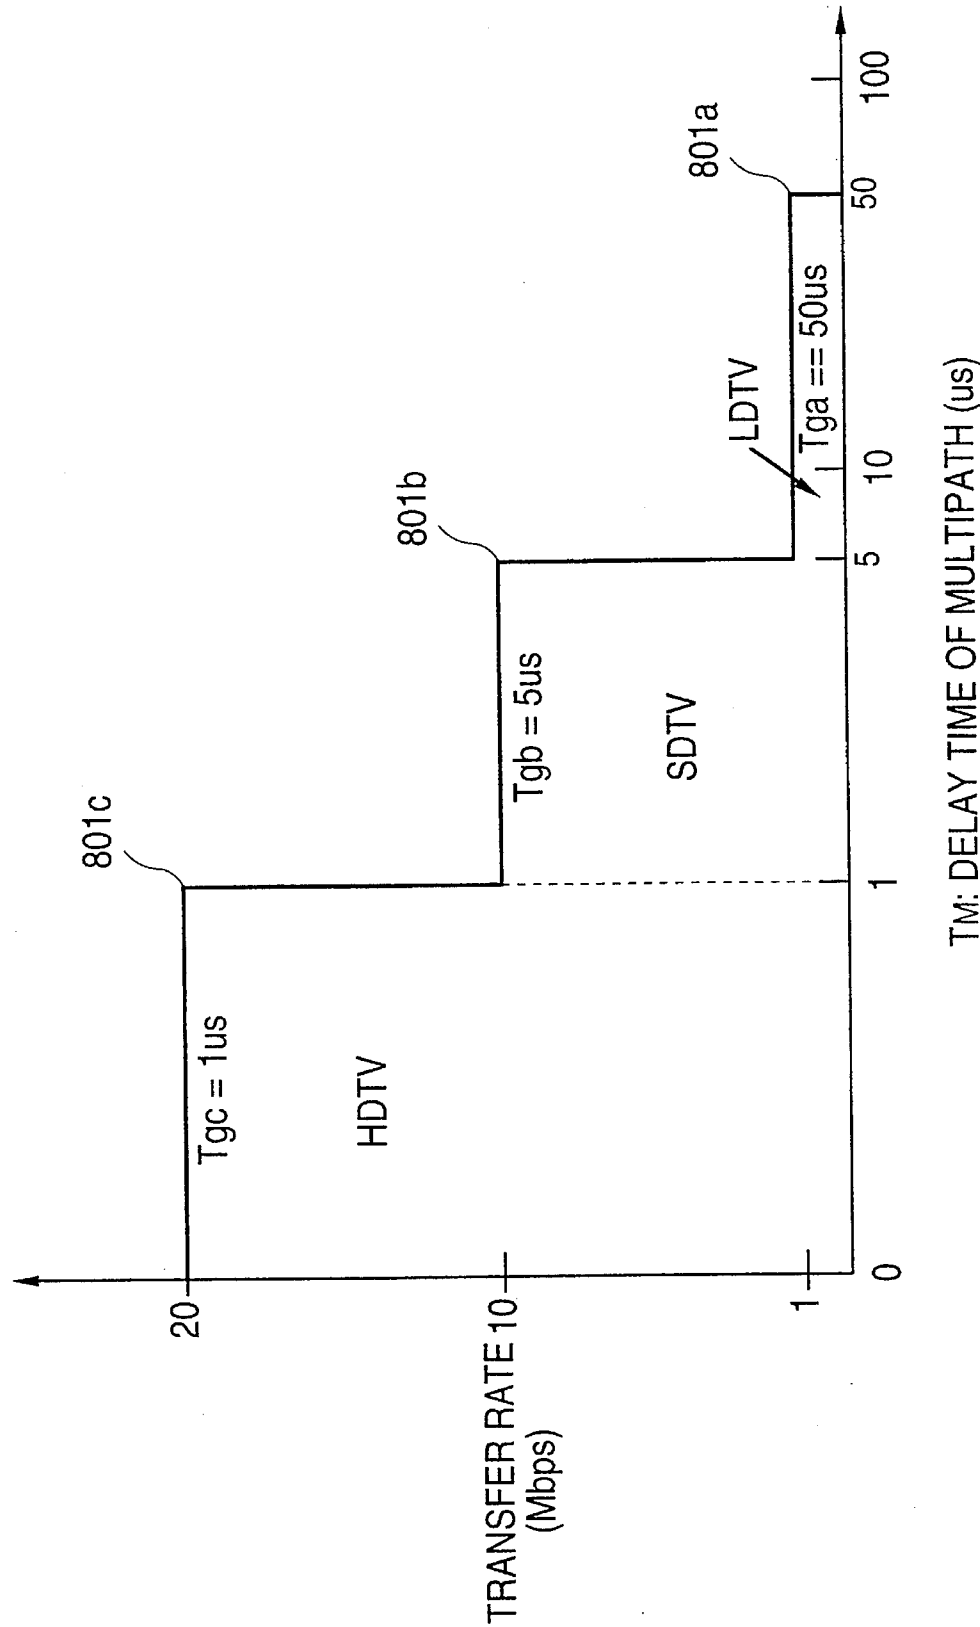 801c
20
Tgc = 1us
HDTV
801b
TRANSFER RATE 10
(Mbps)
Tgb = 5us
SDTV
801a
LDTV
Tga == 50us
1
0
1
5
10
50
100
TM: DELAY TIME OF MULTIPATH (us)